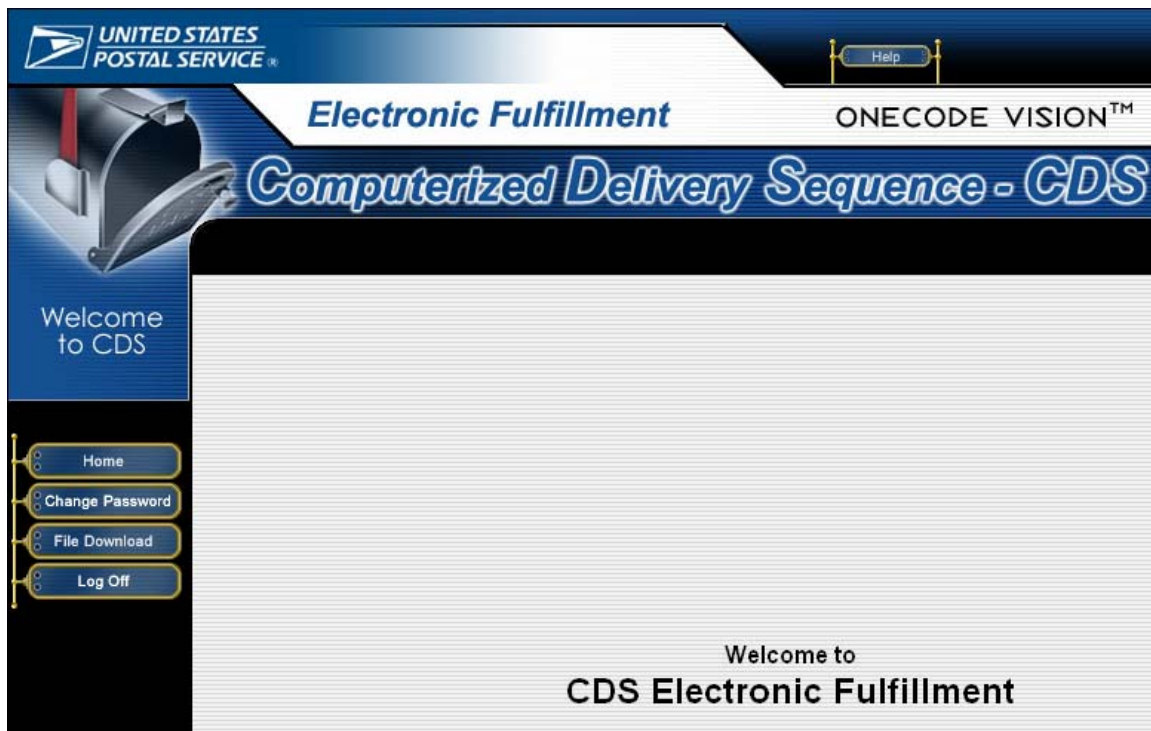 UNITED STATES
POSTAL SERVICE ®
Help
Electronic Fulfillment
ONECODE VISION™
Computerized Delivery Sequence - CDS
Welcome
to CDS
Home
Change Password
File Download
Log Off
Welcome to
CDS Electronic Fulfillment